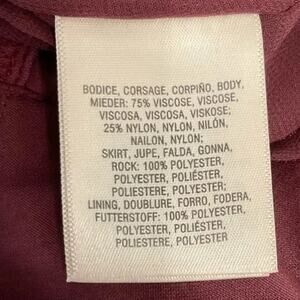 BODICE, CORSAGE, CORPIÑO, BODY,
MIEDER: 75% VISCOSE, VISCOSE,
VISCOSA, VISCOSA, VISKOSE;
25% NYLON, NYLON, NILÓN,
NAILON, NYLON;
SKIRT, JUPE, FALDA, GONNA,
ROCK: 100% POLYESTER,
POLYESTER, POLIÉSTER,
POLIESTERE, POLYESTER;
LINING, DOUBLURE, FORRO, FODERA,
FUTTERSTOFF: 100% POLYESTER,
POLYESTER, POLIÉSTER,
POLIESTERE, POLYESTER